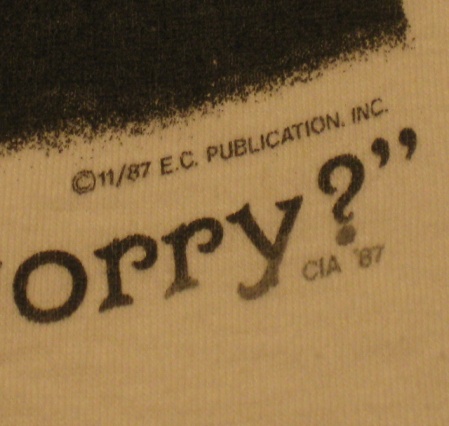 ©11/87 E.C. PUBLICATION. INC.
orry?”
CIA '87